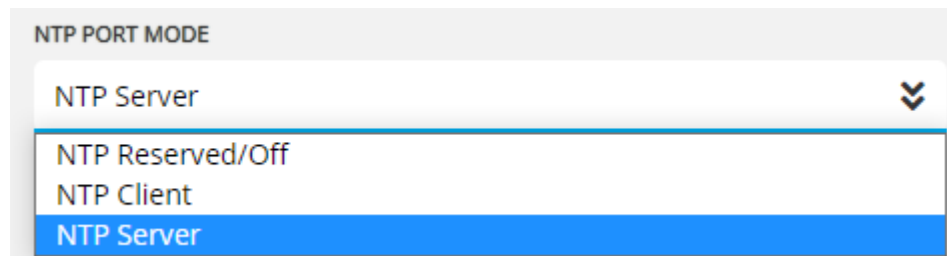 NTP PORT MODE
NTP Server
NTP Reserved/Off
NTP Client
NTP Server